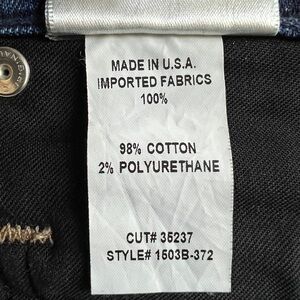 MADE IN U.S.A.
IMPORTED FABRICS
100%
98% COTTON
2% POLYURETHANE
CUT# 35237
STYLE# 1503B-372